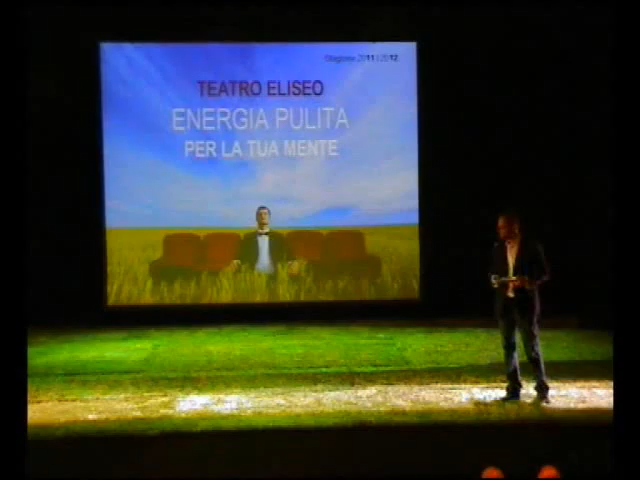 Stagione 2011 | 2012
TEATRO ELISEO
ENERGIA PULITA
PER LA TUA MENTE